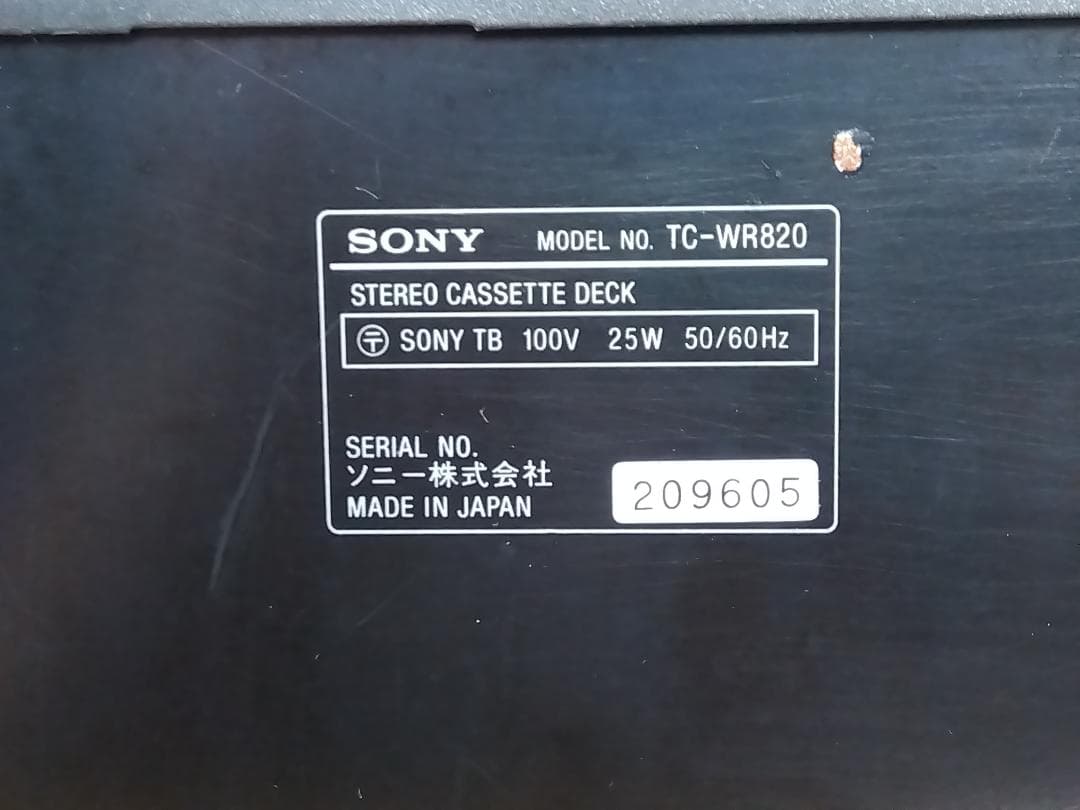 SONY MODEL NO. TC-WR820
STEREO CASSETTE DECK
〶 SONY TB 100V 25W 50/60Hz
SERIAL NO.
ソニー株式会社
MADE IN JAPAN
209605